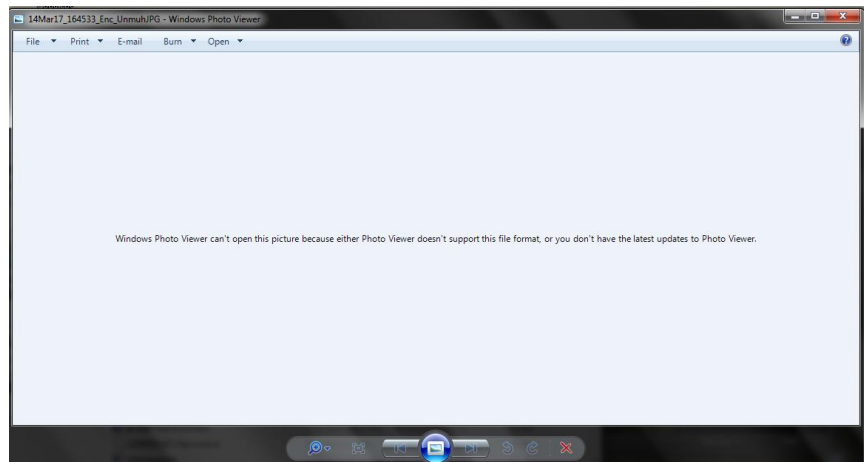 14Mar17_164533_Enc_UnmuhJPG - Windows Photo Viewer
File Print E-mail Burn Open
Windows Photo Viewer can't open this picture because either Photo Viewer doesn't support this file format, or you don't have the latest updates to Photo Viewer.